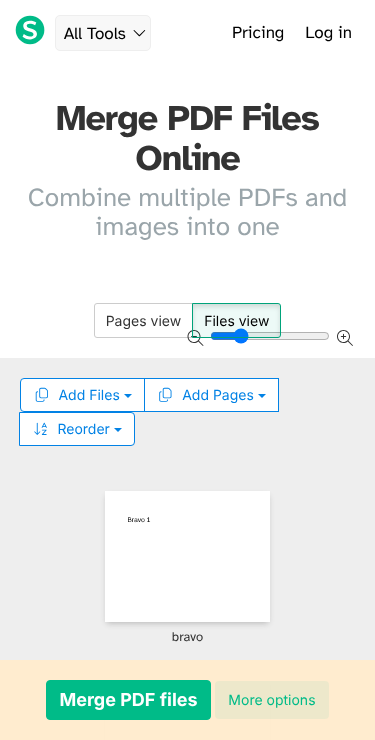 S All Tools Pricing Log in
Merge PDF Files
Online
Combine multiple PDFs and
images into one
Pages view Files view
Add Files Add Pages
Reorder
Bravo 1
bravo
Merge PDF files More options